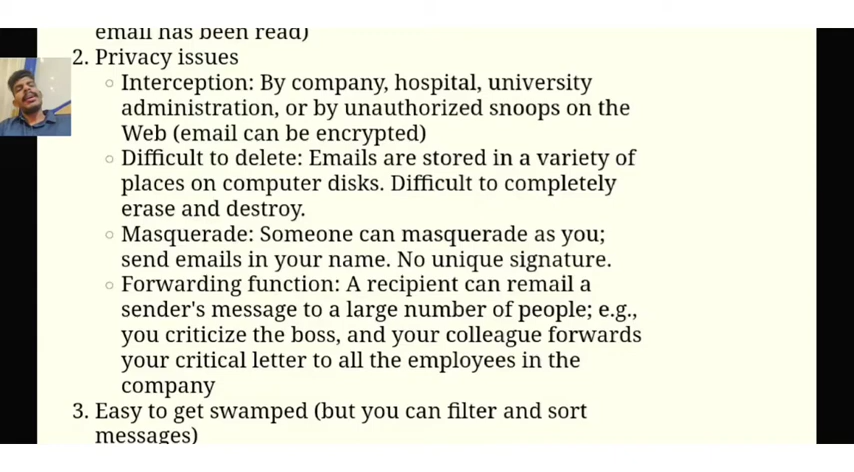 email has been read)
2. Privacy issues
○ Interception: By company, hospital, university
administration, or by unauthorized snoops on the
Web (email can be encrypted)
○ Difficult to delete: Emails are stored in a variety of
places on computer disks. Difficult to completely
erase and destroy.
○ Masquerade: Someone can masquerade as you;
send emails in your name. No unique signature.
○ Forwarding function: A recipient can remail a
sender's message to a large number of people; e.g.,
you criticize the boss, and your colleague forwards
your critical letter to all the employees in the
company
3. Easy to get swamped (but you can filter and sort
messages)